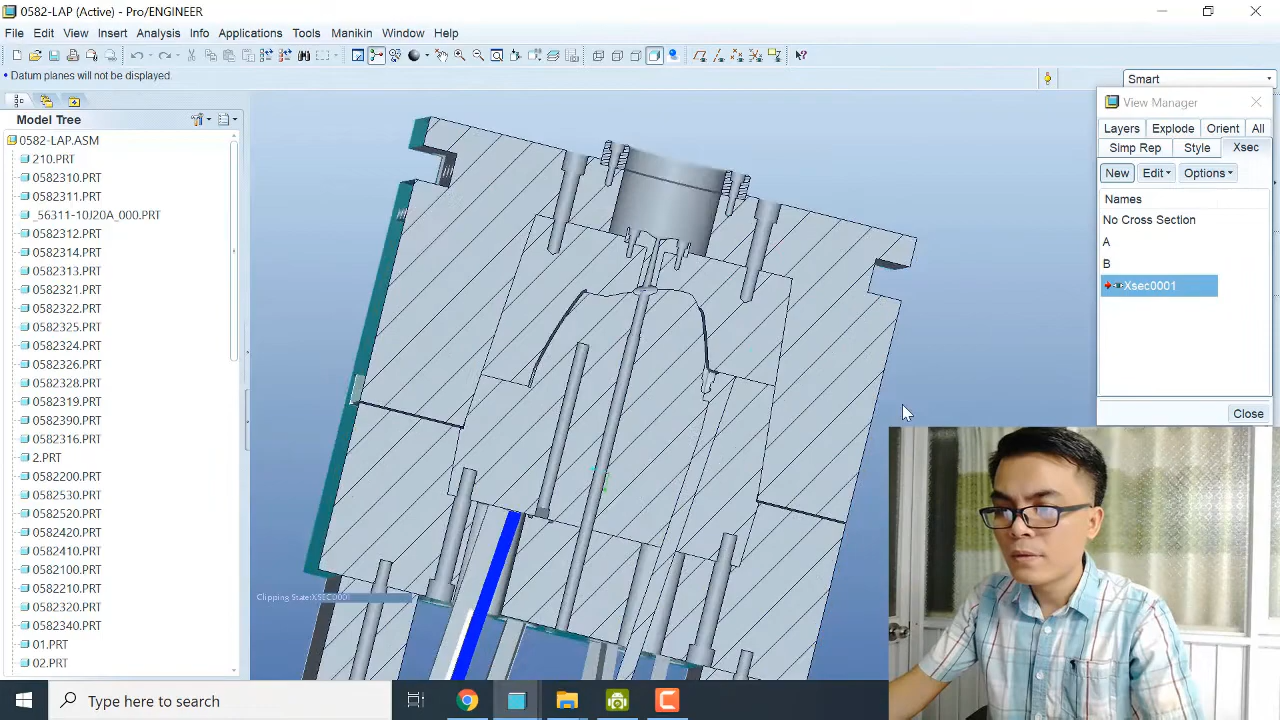 0582-LAP (Active) - Pro/ENGINEER
File Edit View Insert Analysis Info Applications Tools Manikin Window Help
Datum planes will not be displayed.
Smart
Model Tree
0582-LAP.ASM
210.PRT
0582310.PRT
0582311.PRT
_56311-10J20A_000.PRT
0582312.PRT
0582314.PRT
0582313.PRT
0582321.PRT
0582322.PRT
0582325.PRT
0582324.PRT
0582326.PRT
0582328.PRT
0582319.PRT
0582390.PRT
0582316.PRT
2.PRT
0582200.PRT
0582530.PRT
0582520.PRT
0582420.PRT
0582410.PRT
0582100.PRT
0582210.PRT
0582320.PRT
0582340.PRT
01.PRT
02.PRT
Clipping State:XSEC0001
View Manager
Layers Explode Orient All
Simp Rep Style Xsec
New Edit Options
Names
No Cross Section
A
B
Xsec0001
Close
Type here to search